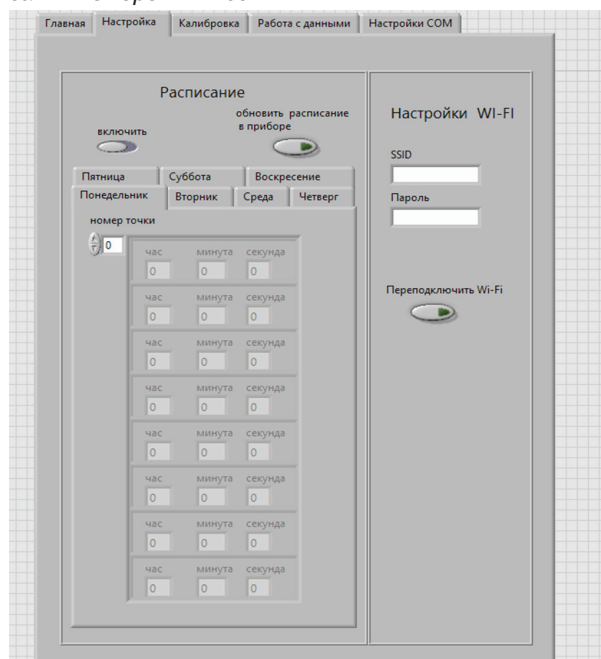 Главная Настройка Калибровка Работа с данными Настройки COM
Расписание
включить
обновить расписание
в приборе
Пятница Суббота Воскресение
Понедельник Вторник Среда Четверг
номер точки
0
час минута секунда
0 0 0
час минута секунда
0 0 0
час минута секунда
0 0 0
час минута секунда
0 0 0
час минута секунда
0 0 0
час минута секунда
0 0 0
час минута секунда
0 0 0
час минута секунда
0 0 0
Настройки WI-FI
SSID
Пароль
Переподключить Wi-Fi